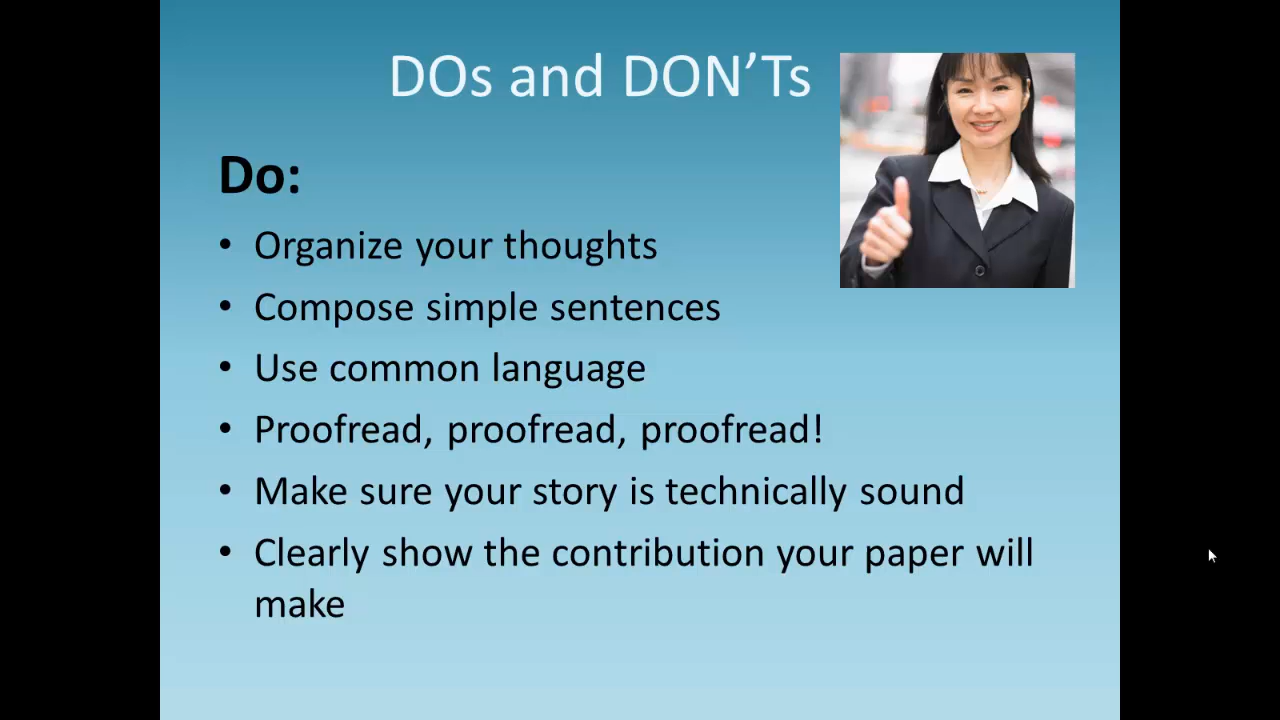 DOs and DON’Ts
Do:
• Organize your thoughts
• Compose simple sentences
• Use common language
• Proofread, proofread, proofread!
• Make sure your story is technically sound
• Clearly show the contribution your paper will
make